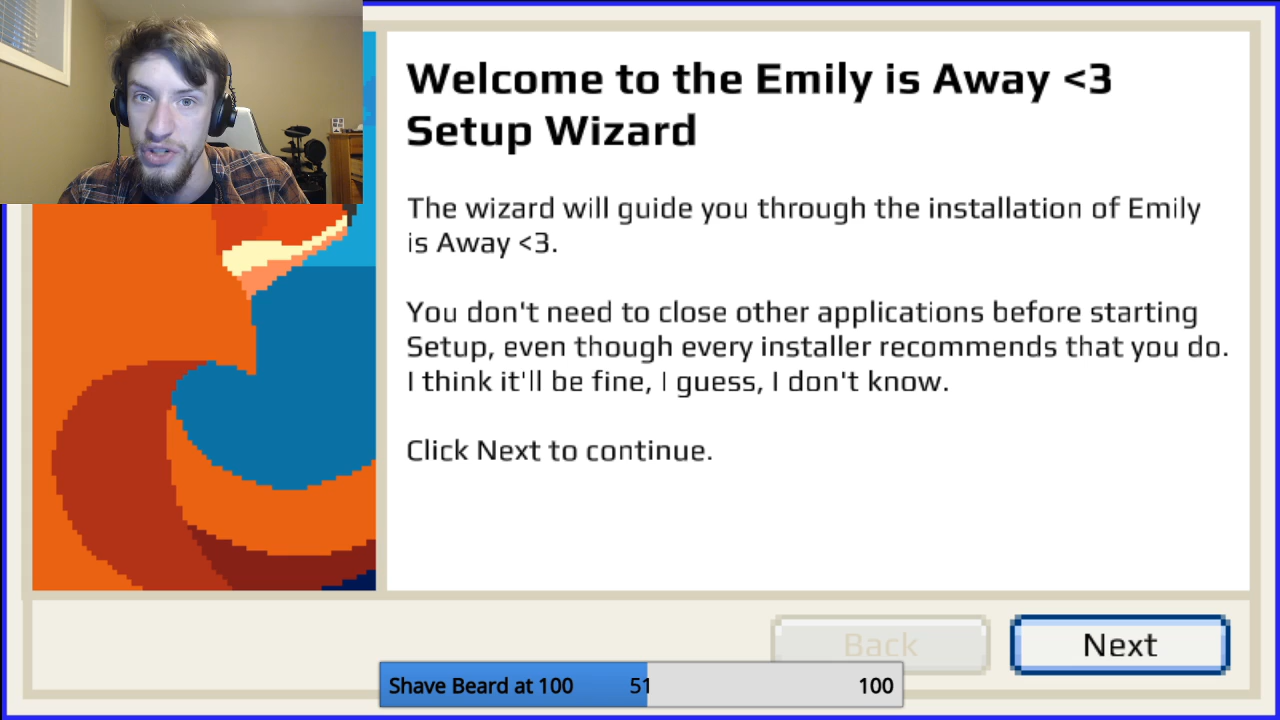 Welcome to the Emily is Away <3
Setup Wizard
The wizard will guide you through the installation of Emily
is Away <3.
You don't need to close other applications before starting
Setup, even though every installer recommends that you do.
I think it'll be fine, I guess, I don't know.
Click Next to continue.
Back
Next
Shave Beard at 100 51 100